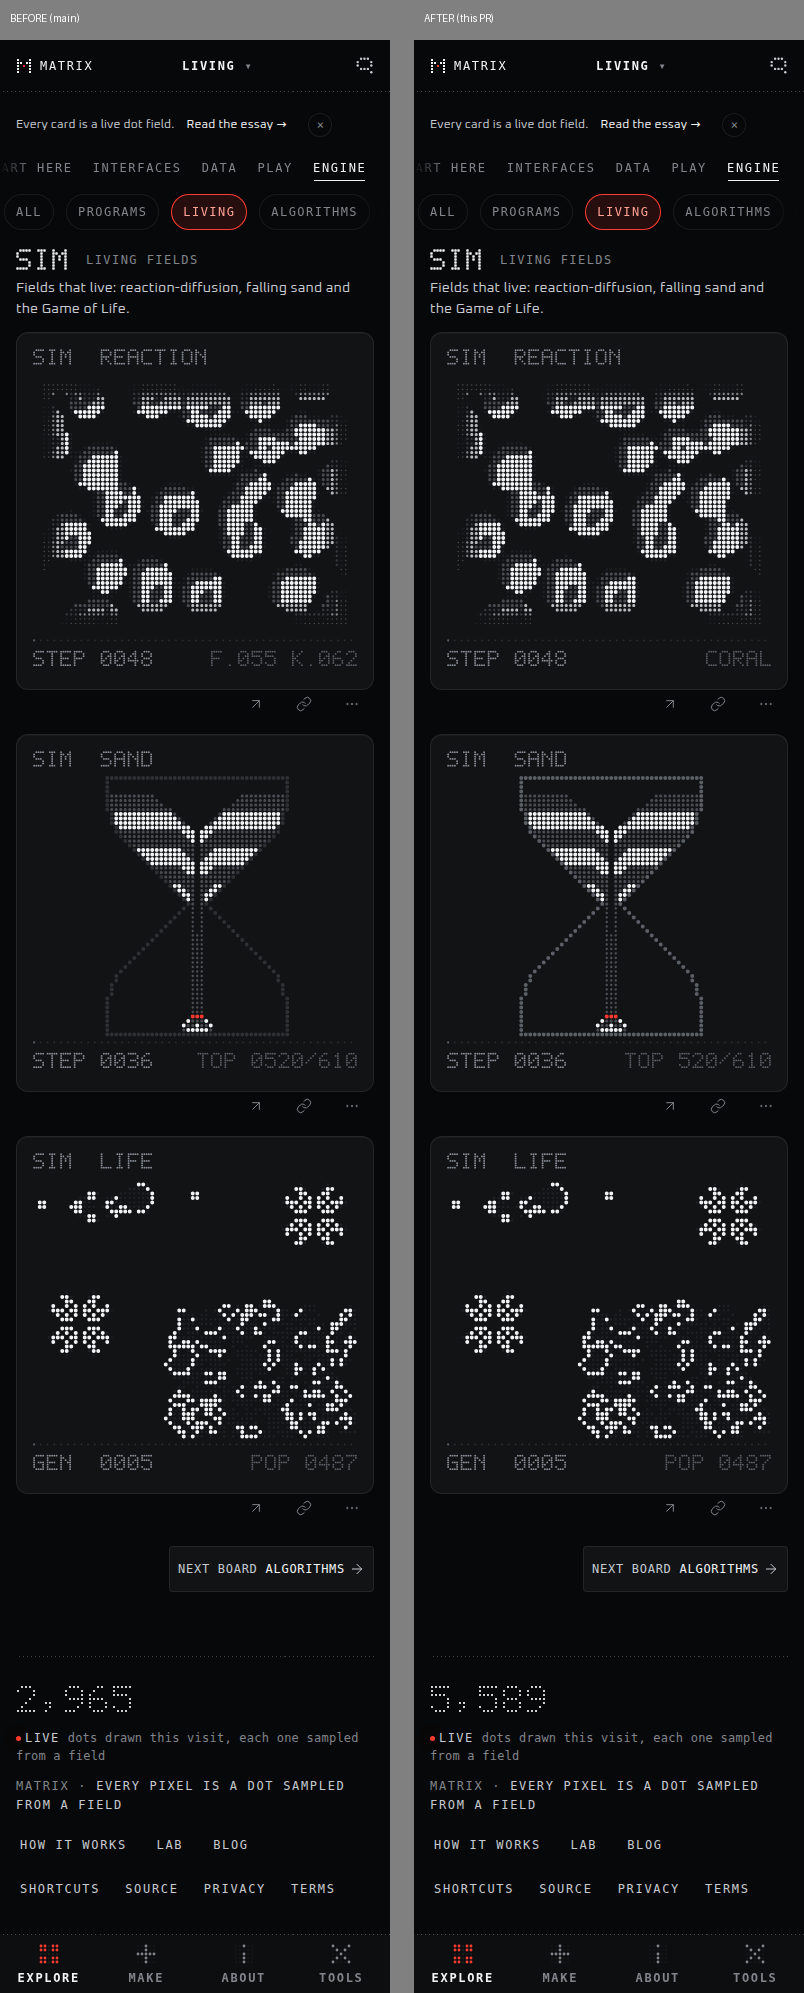 BEFORE (main)
MATRIX
LIVING ▾
Every card is a live dot field. Read the essay →
ART HERE INTERFACES DATA PLAY ENGINE
ALL PROGRAMS LIVING ALGORITHMS
SIM LIVING FIELDS
Fields that live: reaction-diffusion, falling sand and
the Game of Life.
SIM REACTION
STEP 0048 F.055 K.062
SIM SAND
STEP 0036 TOP 0520/610
SIM LIFE
GEN 0005 POP 0487
NEXT BOARD ALGORITHMS →
2,965
LIVE dots drawn this visit, each one sampled
from a field
MATRIX · EVERY PIXEL IS A DOT SAMPLED
FROM A FIELD
HOW IT WORKS LAB BLOG
SHORTCUTS SOURCE PRIVACY TERMS
EXPLORE MAKE ABOUT TOOLS
AFTER (this PR)
MATRIX
LIVING ▾
Every card is a live dot field. Read the essay →
ART HERE INTERFACES DATA PLAY ENGINE
ALL PROGRAMS LIVING ALGORITHMS
SIM LIVING FIELDS
Fields that live: reaction-diffusion, falling sand and
the Game of Life.
SIM REACTION
STEP 0048 CORAL
SIM SAND
STEP 0036 TOP 520/610
SIM LIFE
GEN 0005 POP 0487
NEXT BOARD ALGORITHMS →
5,589
LIVE dots drawn this visit, each one sampled
from a field
MATRIX · EVERY PIXEL IS A DOT SAMPLED
FROM A FIELD
HOW IT WORKS LAB BLOG
SHORTCUTS SOURCE PRIVACY TERMS
EXPLORE MAKE ABOUT TOOLS